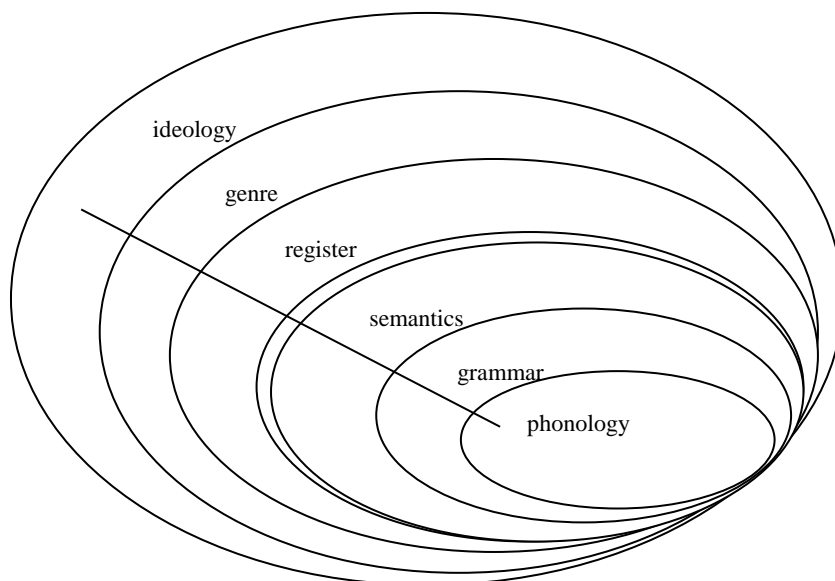 ideology
genre
register
semantics
grammar
phonology